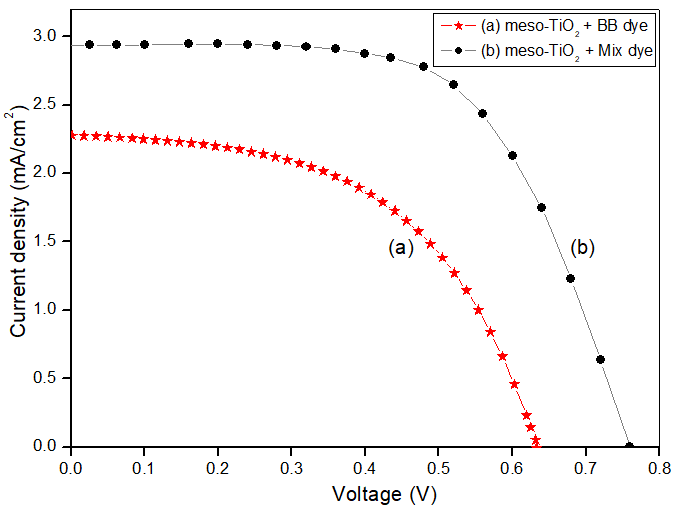 (a) meso-TiO₂ + BB dye
(b) meso-TiO₂ + Mix dye
3.0
2.5
2.0
1.5
1.0
0.5
0.0
Current density (mA/cm²)
(a)
(b)
0.0 0.1 0.2 0.3 0.4 0.5 0.6 0.7 0.8
Voltage (V)